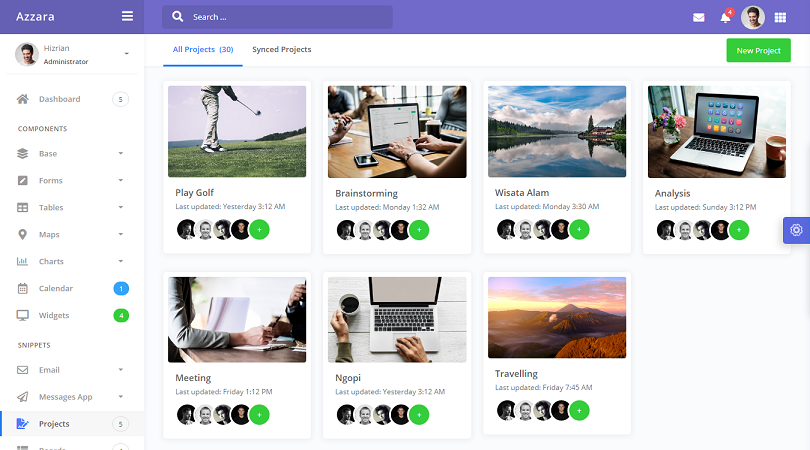 Azzara
Search ...
4
Hizrian
Administrator
All Projects (30)
Synced Projects
New Project
Dashboard
5
COMPONENTS
Base
Forms
Tables
Maps
Charts
Calendar
1
Widgets
4
SNIPPETS
Email
Messages App
Projects
5
Play Golf
Last updated: Yesterday 3:12 AM
+
Brainstorming
Last updated: Monday 1:32 AM
+
Wisata Alam
Last updated: Monday 3:30 AM
+
Analysis
Last updated: Sunday 3:12 PM
+
Meeting
Last updated: Friday 1:12 PM
+
Ngopi
Last updated: Yesterday 3:12 AM
+
Travelling
Last updated: Friday 7:45 AM
+